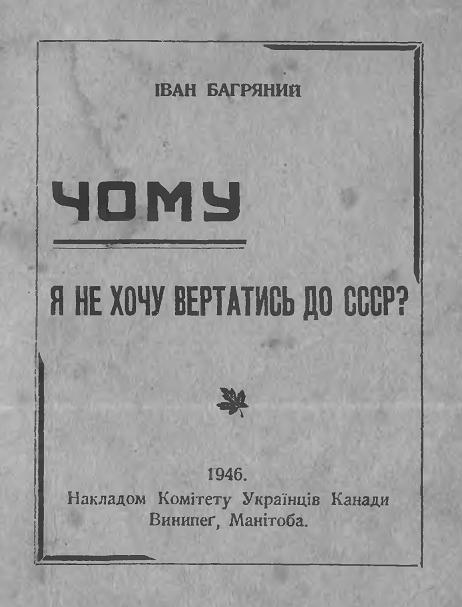 ІВАН БАГРЯНИЙ
ЧОМУ
Я НЕ ХОЧУ ВЕРТАТИСЬ ДО СССР?
1946.
Накладом Комітету Українців Канади
Винипеґ, Манітоба.